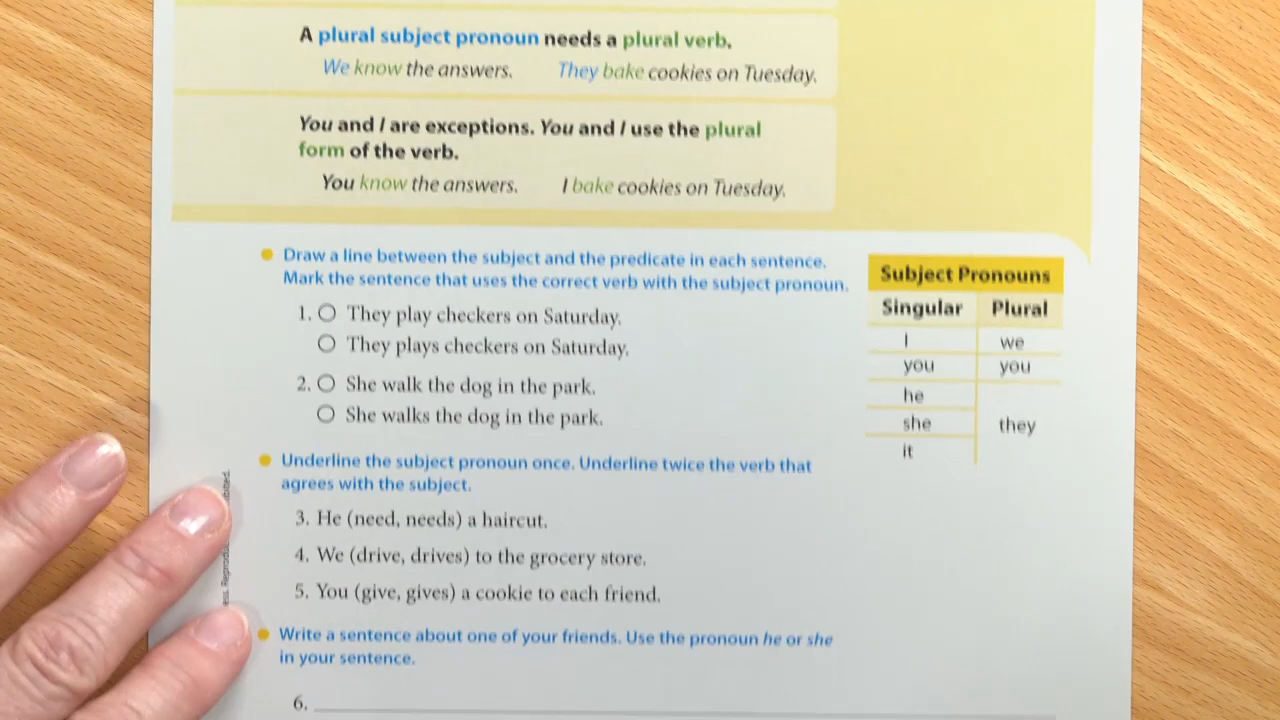 A plural subject pronoun needs a plural verb.
We know the answers. They bake cookies on Tuesday.
You and I are exceptions. You and I use the plural
form of the verb.
You know the answers. I bake cookies on Tuesday.
Draw a line between the subject and the predicate in each sentence.
Mark the sentence that uses the correct verb with the subject pronoun.
1. They play checkers on Saturday.
They plays checkers on Saturday.
2. She walk the dog in the park.
She walks the dog in the park.
Subject Pronouns
Singular Plural
I we
you you
he
she they
it
Underline the subject pronoun once. Underline twice the verb that
agrees with the subject.
3. He (need, needs) a haircut.
4. We (drive, drives) to the grocery store.
5. You (give, gives) a cookie to each friend.
Write a sentence about one of your friends. Use the pronoun he or she
in your sentence.
6.